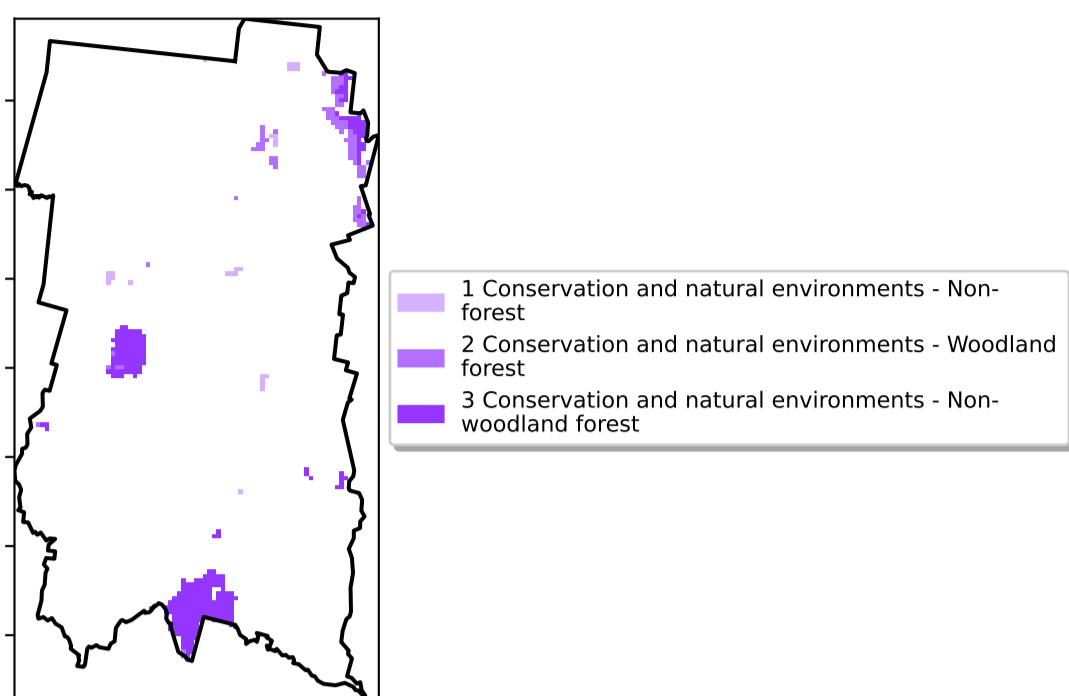 1 Conservation and natural environments - Non-
forest
2 Conservation and natural environments - Woodland
forest
3 Conservation and natural environments - Non-
woodland forest